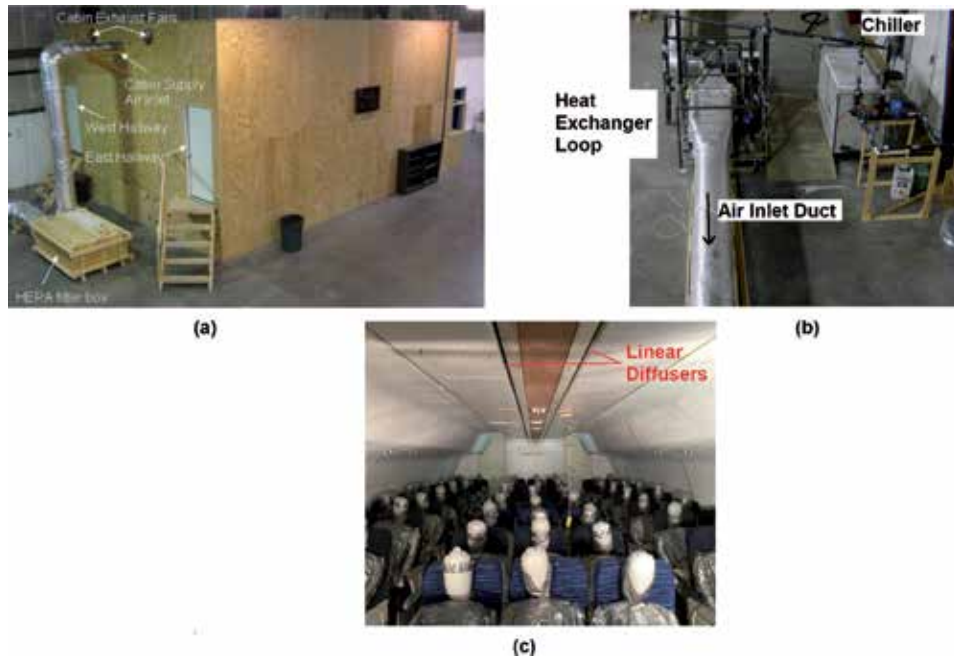 Cabin Exhaust Fans
Cabin Supply
Air Inlet
West Hallway
East Hallway
HEPA filter box
(a)
Chiller
Heat
Exchanger
Loop
Air Inlet Duct
(b)
Linear
Diffusers
(c)